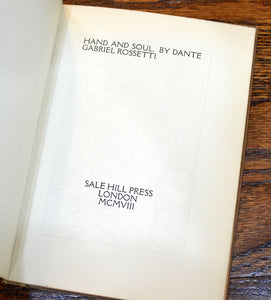 HAND AND SOUL. BY DANTE
GABRIEL ROSSETTI.
SALE HILL PRESS
LONDON
MCMVIII